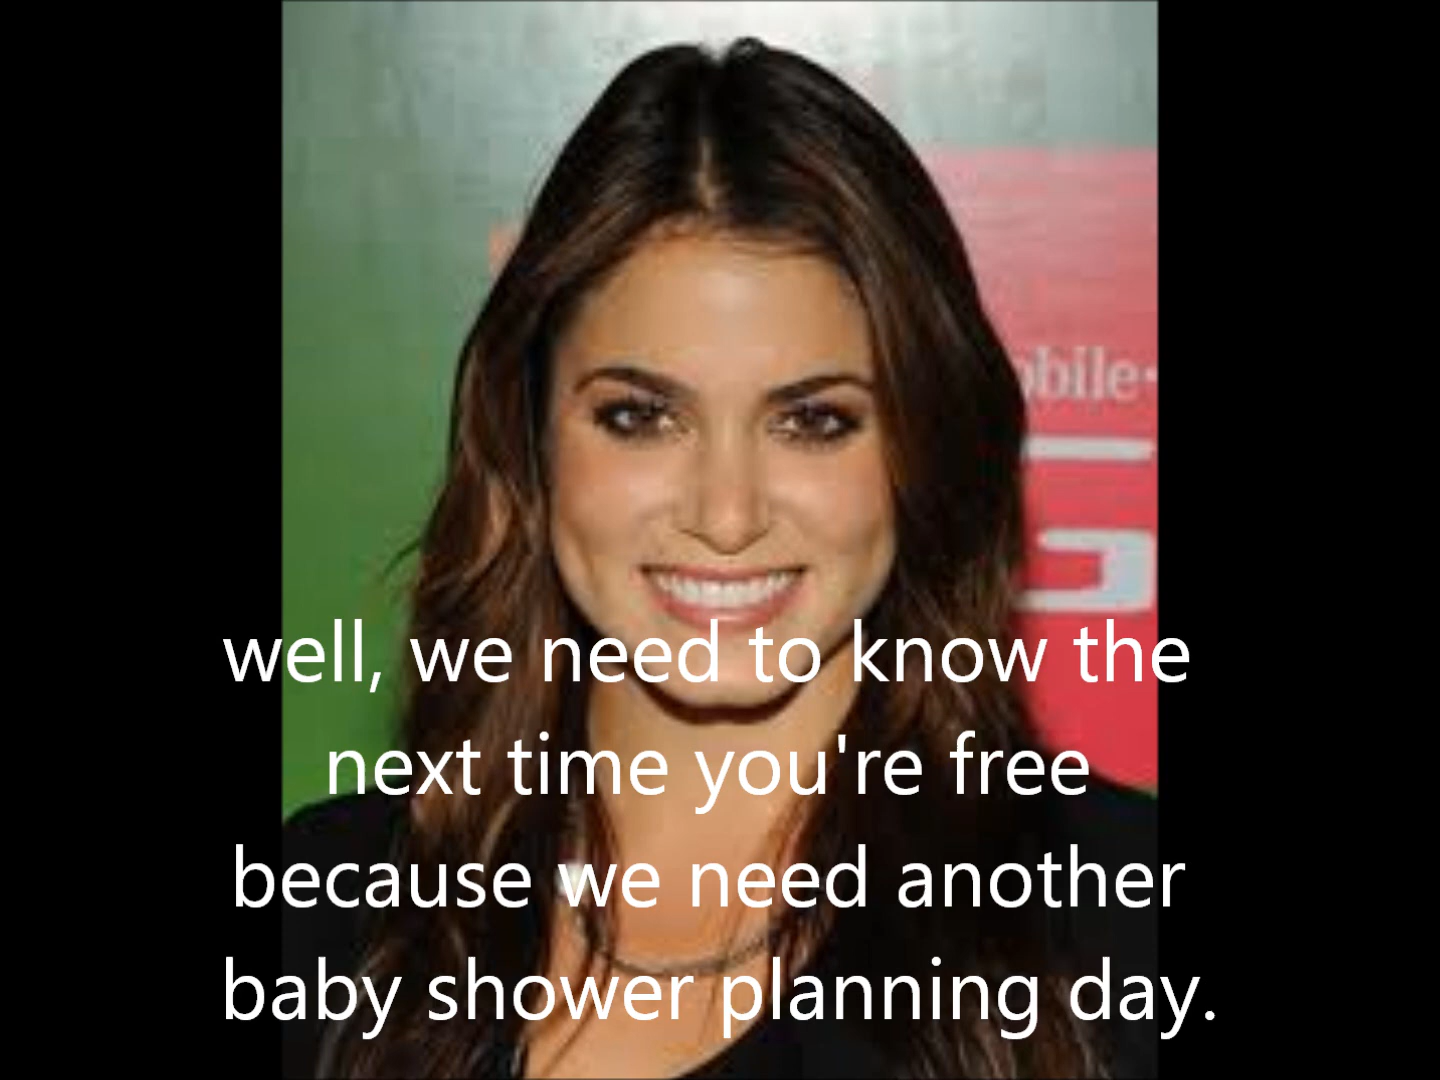 obile·
G
well, we need to know the
next time you're free
because we need another
baby shower planning day.